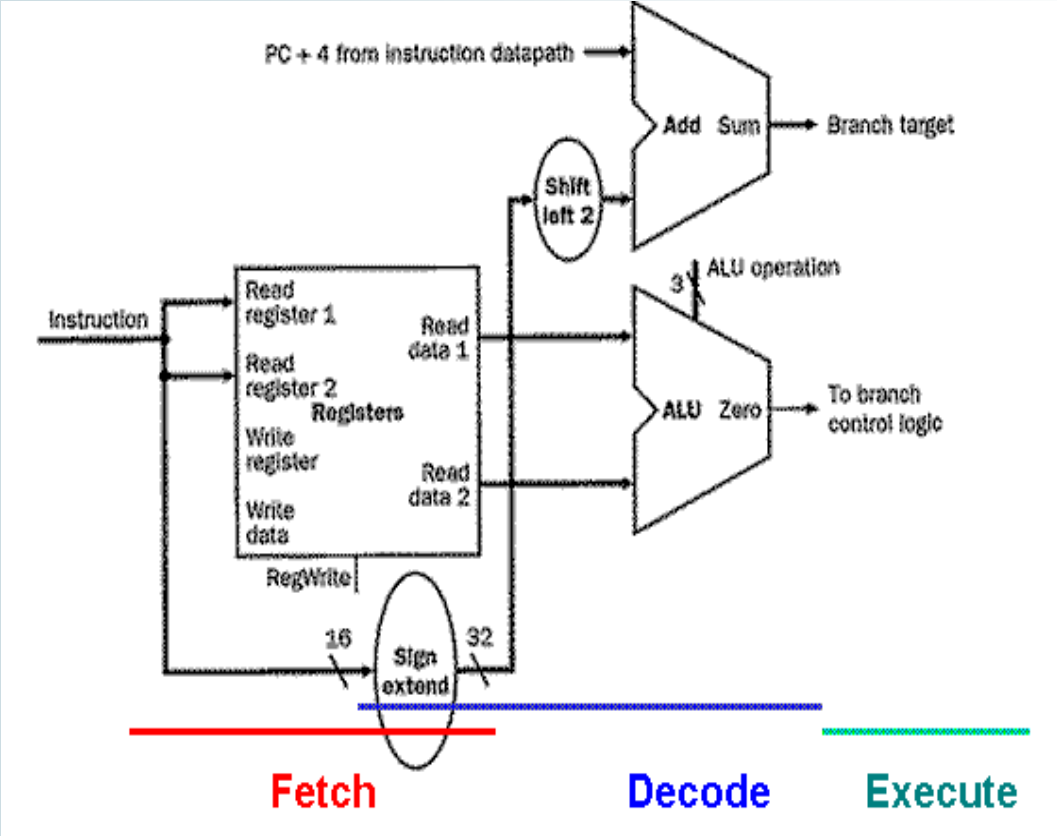 PC + 4 from instruction datapath
Add Sum
Branch target
Shift
left 2
ALU operation
3
Instruction
Read
register 1
Read
data 1
Read
register 2
Registers
ALU Zero
To branch
control logic
Write
register
Read
data 2
Write
data
RegWrite
16
32
Sign
extend
Fetch
Decode
Execute